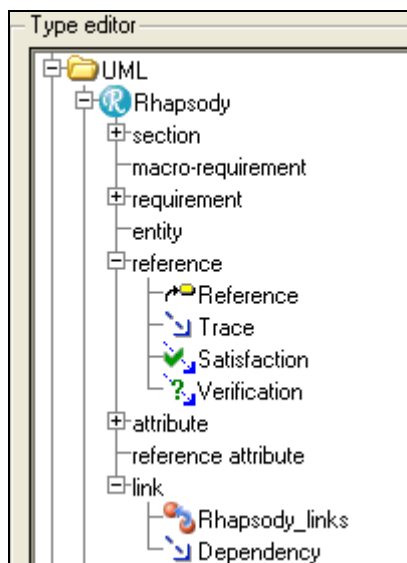 Type editor
UML
Rhapsody
section
macro-requirement
requirement
entity
reference
Reference
Trace
Satisfaction
Verification
attribute
reference attribute
link
Rhapsody_links
Dependency